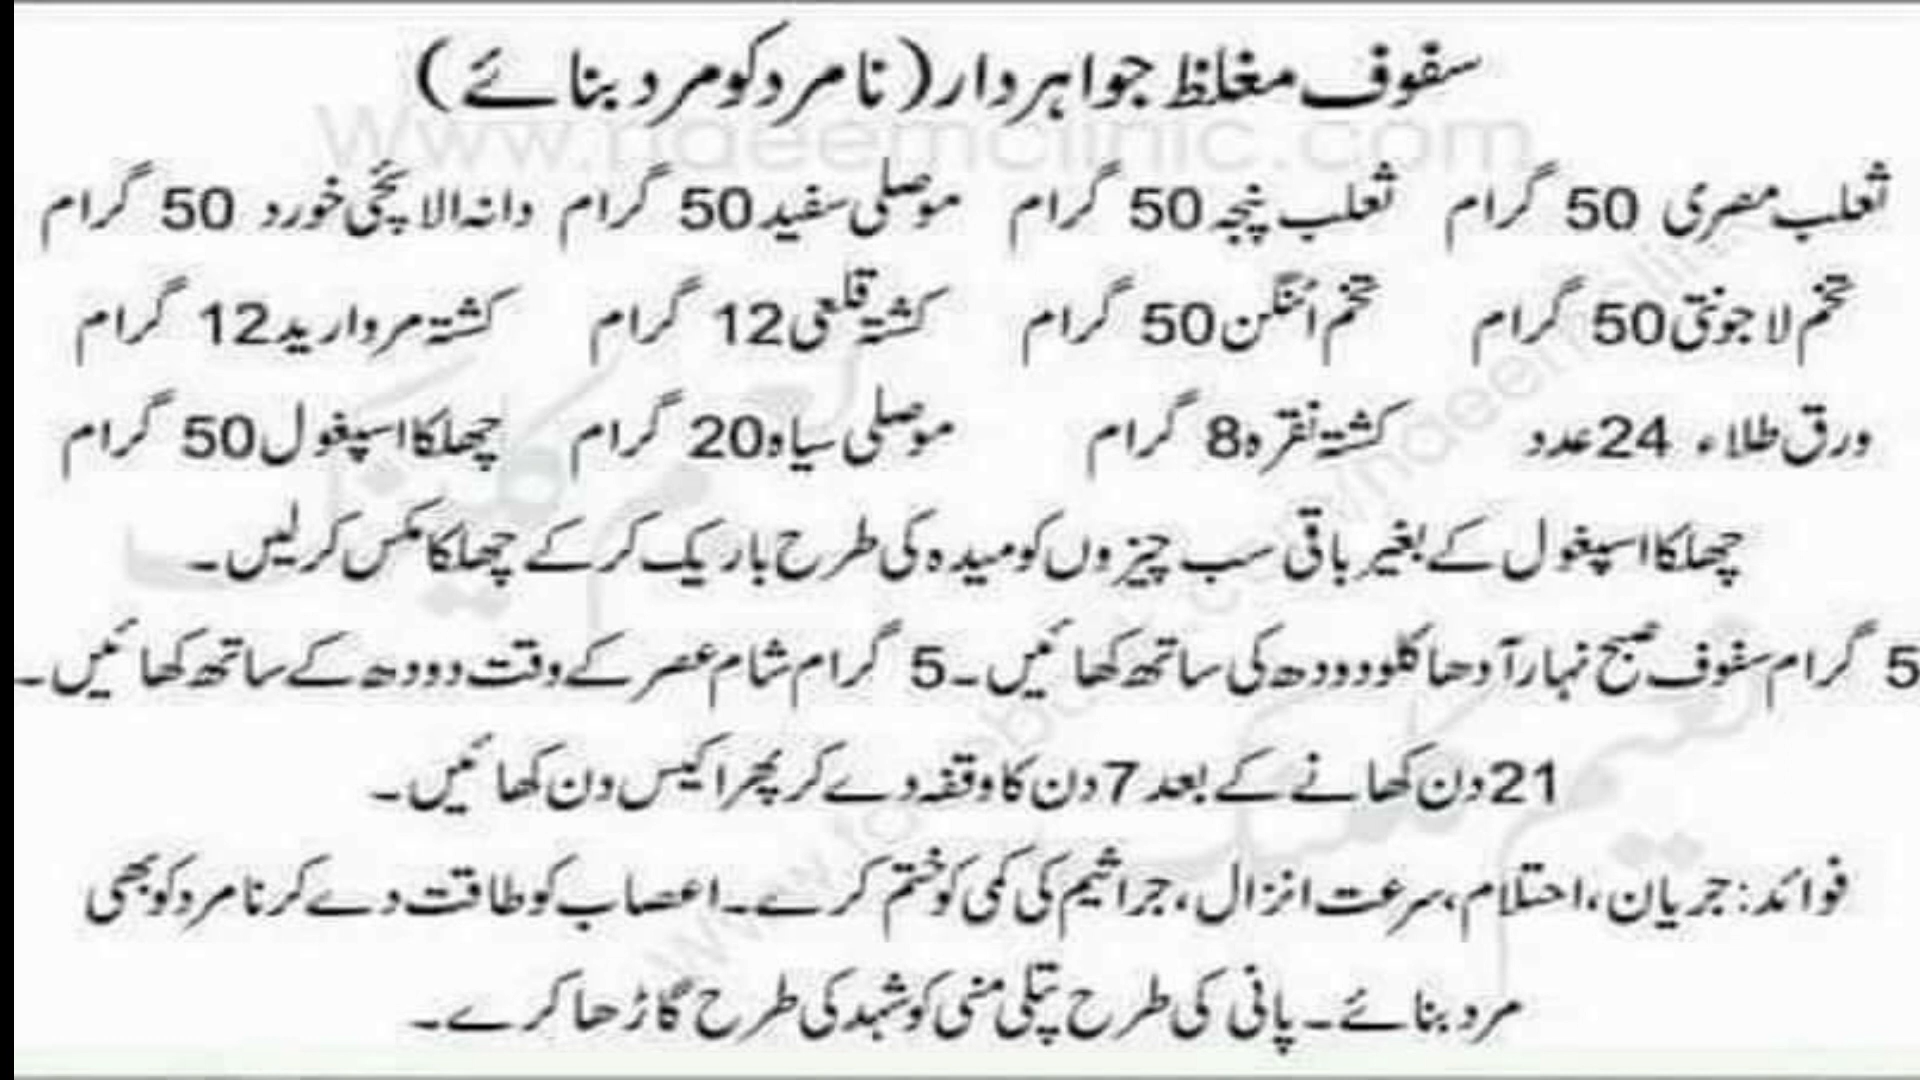 سفوف مغلظ جواہردار (نامرد کو مرد بنائے)
www.naeemclinic.com
ثعلب مصری 50 گرام ثعلب پنجہ 50 گرام موصلی سفید 50 گرام دانہ الائچی خورد 50 گرام
تخم لاجونتی 50 گرام تخم اُٹنگن 50 گرام کشتہ قلعی 12 گرام کشتہ مروارید 12 گرام
ورق طلاء 24 عدد کشتہ نقرہ 8 گرام موصلی سیاہ 20 گرام چھلکا اسپغول 50 گرام
چھلکا اسپغول کے بغیر باقی سب چیزوں کو میدہ کی طرح باریک کر کے چھلکا مکس کر لیں۔
5 گرام سفوف صبح نہار آدھا کلو دودھ کی ساتھ کھائیں۔ 5 گرام شام عصر کے وقت دودھ کے ساتھ کھائیں۔
21 دن کھانے کے بعد 7 دن کا وقفہ دے کر پھر اکیس دن کھائیں۔
فوائد: جریان، احتلام، سرعت انزال، جراثیم کی کمی کو ختم کرے۔ اعصاب کو طاقت دے کر نامرد کو بھی
مرد بنائے۔ پانی کی طرح پتلی منی کو شہد کی طرح گاڑھا کرے۔